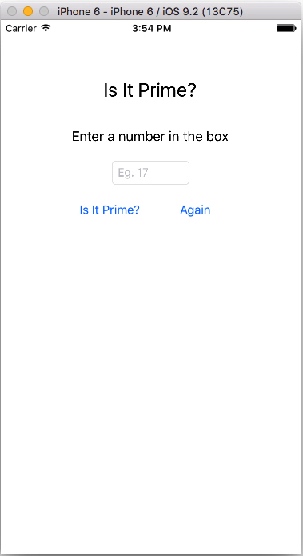 iPhone 6 - iPhone 6 / iOS 9.2 (13C75)
Carrier 3:54 PM
Is It Prime?
Enter a number in the box
Eg. 17
Is It Prime? Again